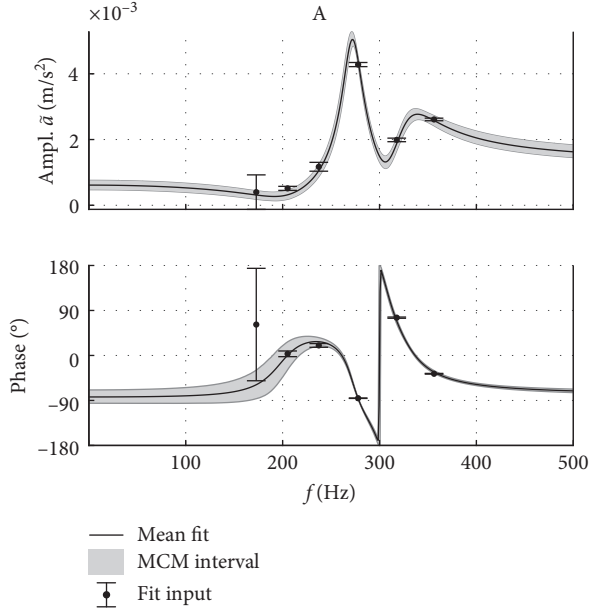 ×10⁻³
A
4
2
0
Ampl. ã (m/s²)
180
90
0
−90
−180
Phase (°)
100
200
300
400
500
f (Hz)
Mean fit
MCM interval
Fit input